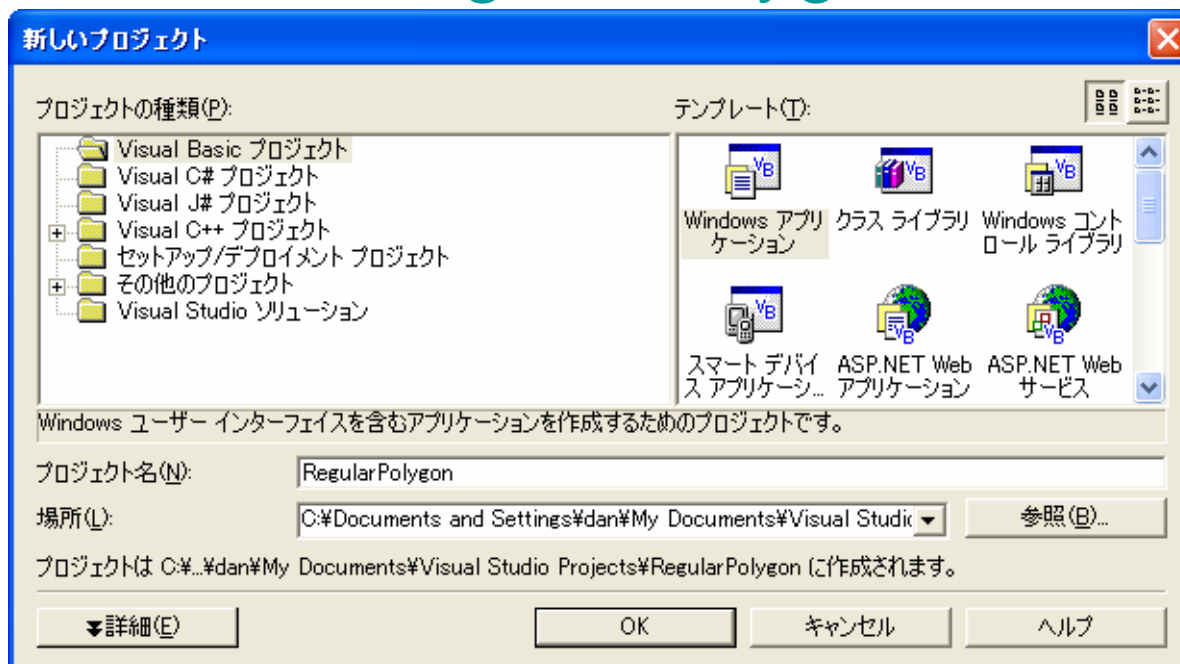 新しいプロジェクト
プロジェクトの種類(P):
テンプレート(T):
Visual Basic プロジェクト
Visual C# プロジェクト
Visual J# プロジェクト
Visual C++ プロジェクト
セットアップ/デプロイメント プロジェクト
その他のプロジェクト
Visual Studio ソリューション
Windows アプリ
ケーション
クラス ライブラリ
Windows コント
ロール ライブラリ
スマート デバイ
ス アプリケーシ...
ASP.NET Web
アプリケーション
ASP.NET Web
サービス
Windows ユーザー インターフェイスを含むアプリケーションを作成するためのプロジェクトです。
プロジェクト名(N):
RegularPolygon
場所(L):
C:¥Documents and Settings¥dan¥My Documents¥Visual Studic
参照(B)...
プロジェクトは C:¥...¥dan¥My Documents¥Visual Studio Projects¥RegularPolygon に作成されます。
詳細(E)
OK
キャンセル
ヘルプ